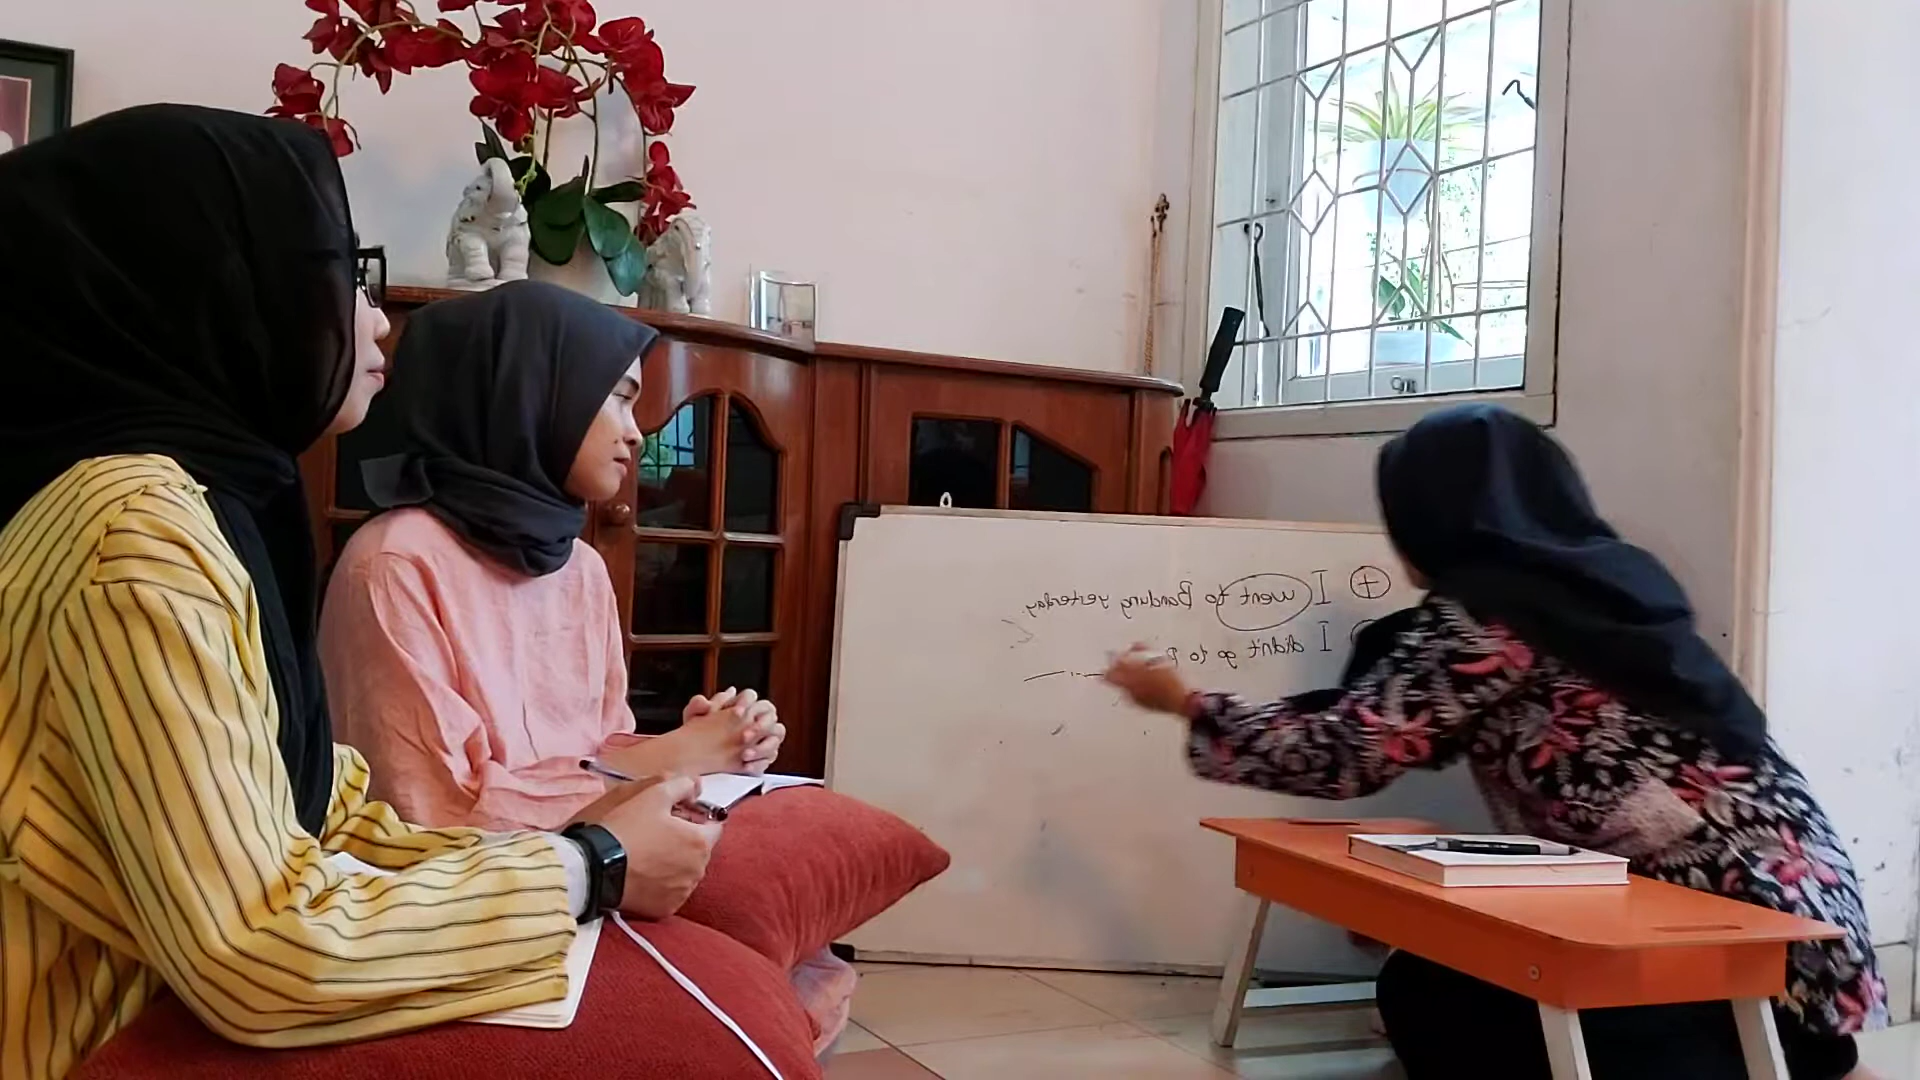 (+) I went to Bandung yesterday.
I didn't go to